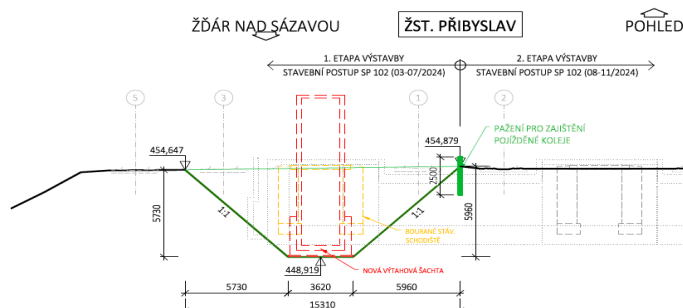 ŽĎÁR NAD SÁZAVOU
ŽST. PŘIBYSLAV
POHLED
1. ETAPA VÝSTAVBY
2. ETAPA VÝSTAVBY
STAVEBNÍ POSTUP SP 102 (03-07/2024)
STAVEBNÍ POSTUP SP 102 (08-11/2024)
5
3
1
2
PAŽENÍ PRO ZAJIŠTĚNÍ
POJÍŽDĚNÉ KOLEJE
454,647
454,879
2500
5730
1:1
1:1
5960
BOURANÉ STÁV.
SCHODIŠTĚ
448,919
NOVÁ VÝTAHOVÁ ŠACHTA
5730
3620
5960
15310